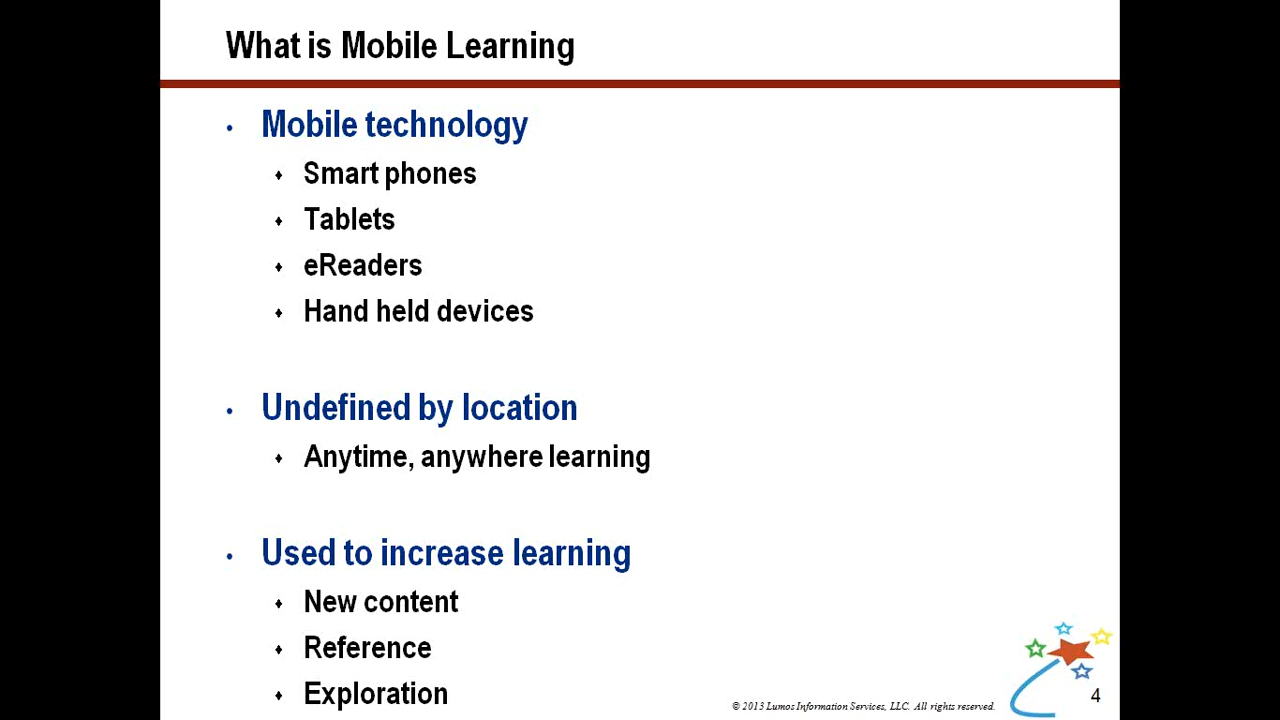 What is Mobile Learning
• Mobile technology
♦ Smart phones
♦ Tablets
♦ eReaders
♦ Hand held devices
• Undefined by location
♦ Anytime, anywhere learning
• Used to increase learning
♦ New content
♦ Reference
♦ Exploration
© 2013 Lumos Information Services, LLC. All rights reserved.
4